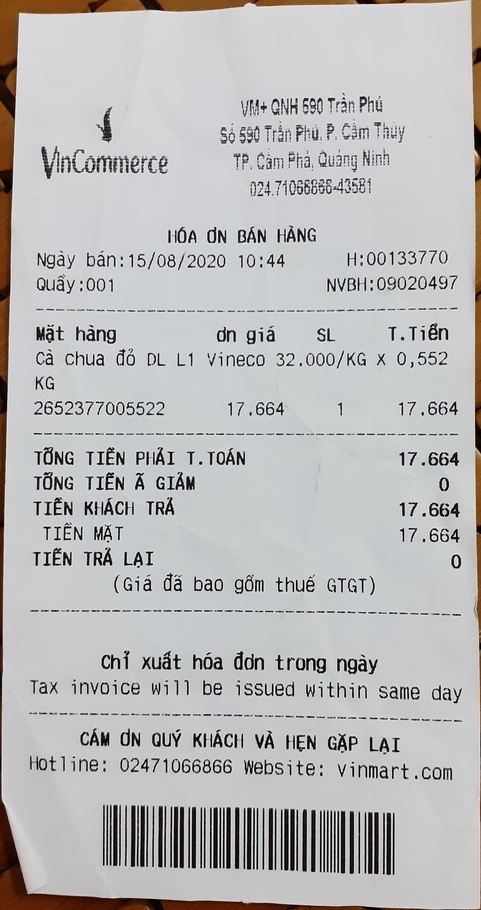 VinCommerce
VM+ QNH 590 Trần Phú
Số 590 Trần Phú, P. Cẩm Thủy
TP. Cẩm Phả, Quảng Ninh
024.71066866-43581
HÓA ƠN BÁN HÀNG
Ngày bán:15/08/2020 10:44 H:00133770
Quầy:001 NVBH:09020497
Mặt hàng ơn giá SL T.Tiền
Cà chua đỏ DL L1 Vineco 32.000/KG X 0,552
KG
2652377005522 17.664 1 17.664
TỔNG TIỀN PHẢI T.TOÁN 17.664
TỔNG TIỀN Ã GIẢM 0
TIỀN KHÁCH TRẢ 17.664
TIỀN MẶT 17.664
TIỀN TRẢ LẠI 0
(Giá đã bao gồm thuế GTGT)
Chỉ xuất hóa đơn trong ngày
Tax invoice will be issued within same day
CÁM ƠN QUÝ KHÁCH VÀ HẸN GẶP LẠI
Hotline: 02471066866 Website: vinmart.com